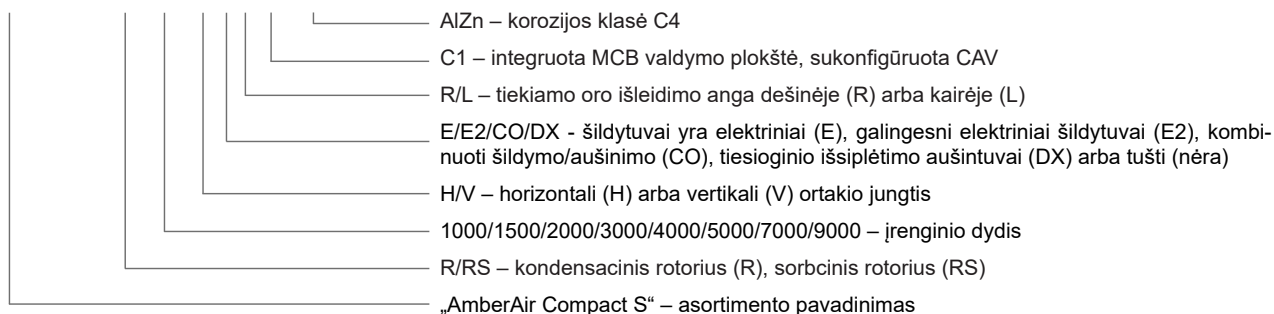 AlZn – korozijos klasė C4
C1 – integruota MCB valdymo plokštė, sukonfigūruota CAV
R/L – tiekiamo oro išleidimo anga dešinėje (R) arba kairėje (L)
E/E2/CO/DX - šildytuvai yra elektriniai (E), galingesni elektriniai šildytuvai (E2), kombi-
nuoti šildymo/aušinimo (CO), tiesioginio išsiplėtimo aušintuvai (DX) arba tušti (nėra)
H/V – horizontali (H) arba vertikali (V) ortakio jungtis
1000/1500/2000/3000/4000/5000/7000/9000 – įrenginio dydis
R/RS – kondensacinis rotorius (R), sorbcinis rotorius (RS)
„AmberAir Compact S“ – asortimento pavadinimas